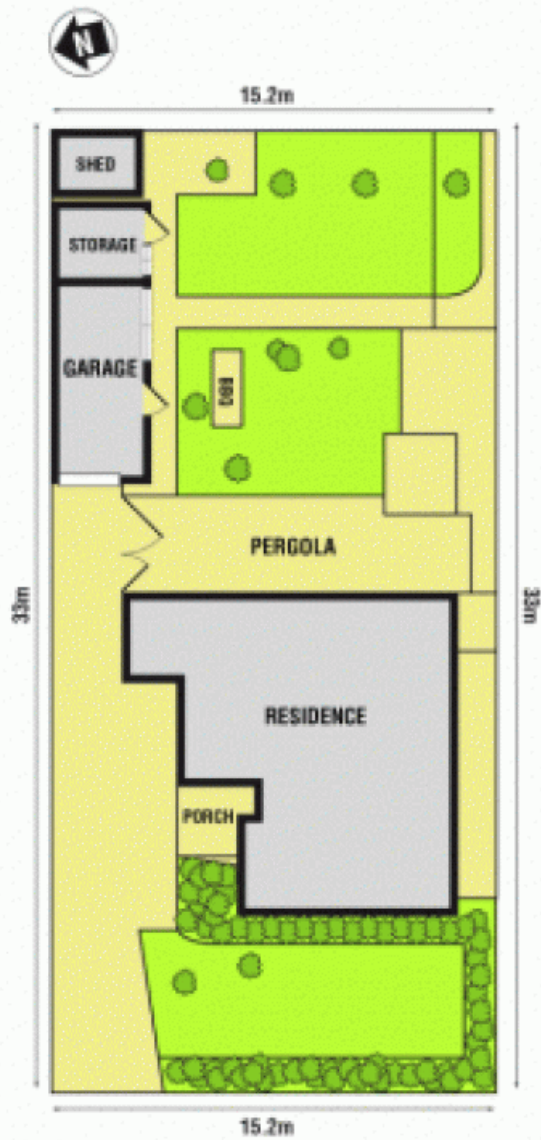 N
15.2m
SHED
STORAGE
GARAGE
BBQ
PERGOLA
33m
33m
RESIDENCE
PORCH
15.2m